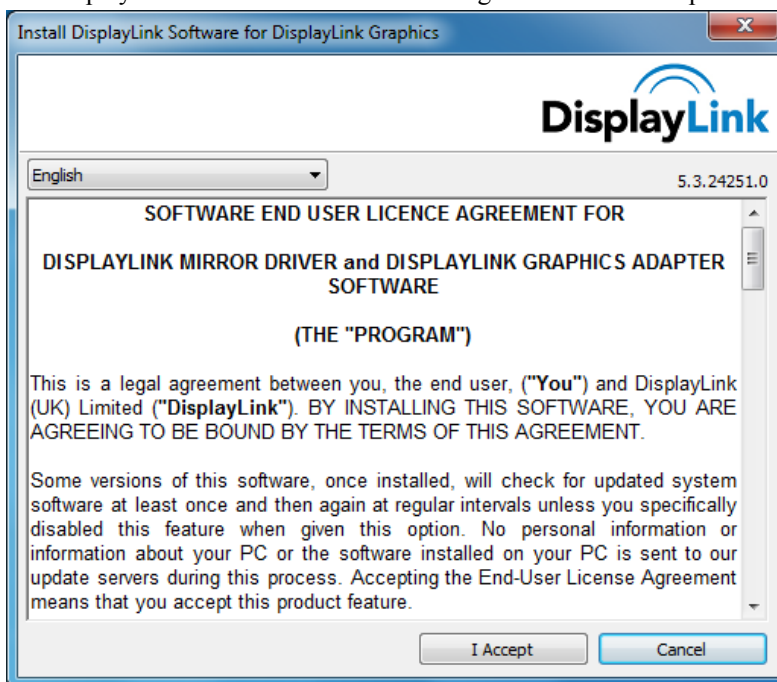 Install DisplayLink Software for DisplayLink Graphics
DisplayLink
English
5.3.24251.0
SOFTWARE END USER LICENCE AGREEMENT FOR
DISPLAYLINK MIRROR DRIVER and DISPLAYLINK GRAPHICS ADAPTER
SOFTWARE
(THE "PROGRAM")
This is a legal agreement between you, the end user, ("You") and DisplayLink
(UK) Limited ("DisplayLink"). BY INSTALLING THIS SOFTWARE, YOU ARE
AGREEING TO BE BOUND BY THE TERMS OF THIS AGREEMENT.
Some versions of this software, once installed, will check for updated system
software at least once and then again at regular intervals unless you specifically
disabled this feature when given this option. No personal information or
information about your PC or the software installed on your PC is sent to our
update servers during this process. Accepting the End-User License Agreement
means that you accept this product feature.
I Accept
Cancel